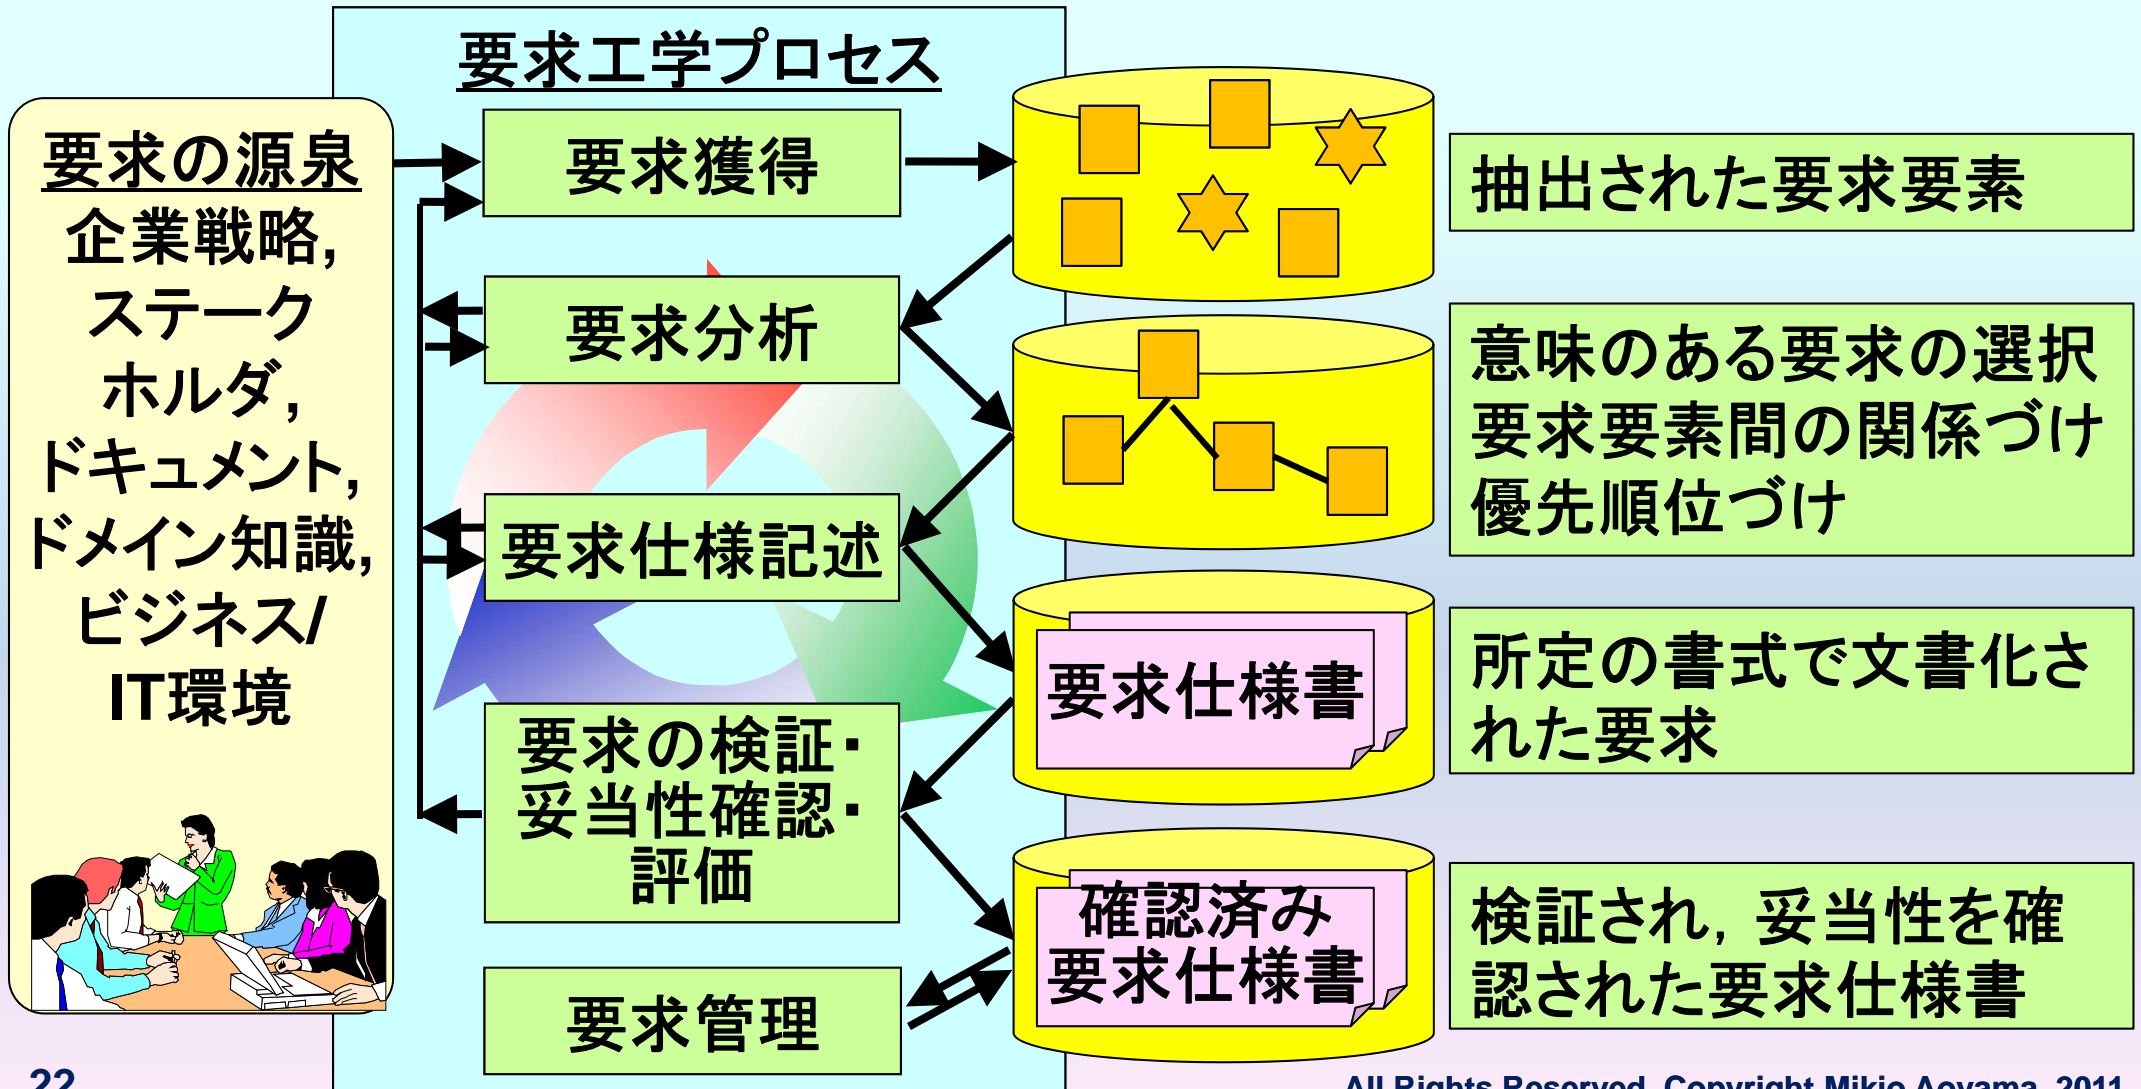 要求工学プロセス
要求の源泉
企業戦略,
ステーク
ホルダ,
ドキュメント,
ドメイン知識,
ビジネス/
IT環境
要求獲得
要求分析
要求仕様記述
要求の検証・
妥当性確認・
評価
要求管理
要求仕様書
確認済み
要求仕様書
抽出された要求要素
意味のある要求の選択
要求要素間の関係づけ
優先順位づけ
所定の書式で文書化さ
れた要求
検証され, 妥当性を確
認された要求仕様書
22
All Rights Reserved, Copyright Mikio Aoyama, 2011